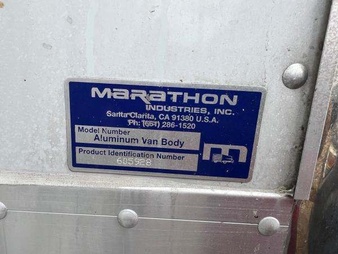 MARATHON
INDUSTRIES, INC.
Santa Clarita, CA 91380 U.S.A.
Ph: (661) 286-1520
Model Number
Aluminum Van Body
Product Identification Number